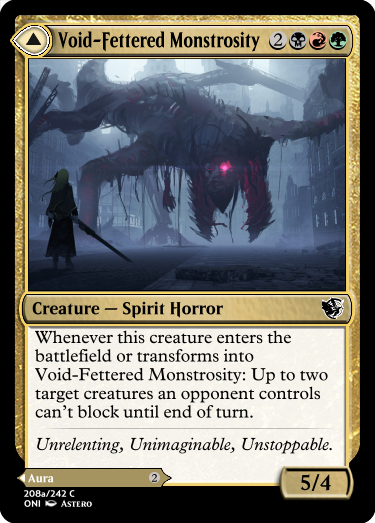 Void-Fettered Monstrosity 2
Creature — Spirit Horror
Whenever this creature enters the
battlefield or transforms into
Void-Fettered Monstrosity: Up to two
target creatures an opponent controls
can't block until end of turn.
Unrelenting, Unimaginable, Unstoppable.
Aura 2
5/4
208a/242 C
ONI Astero